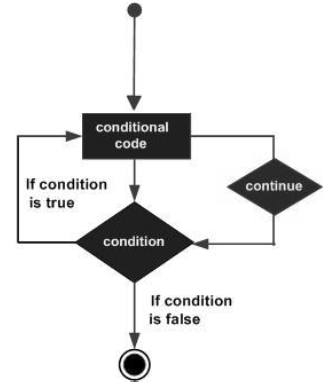 conditional
code
If condition
is true
continue
condition
If condition
is false